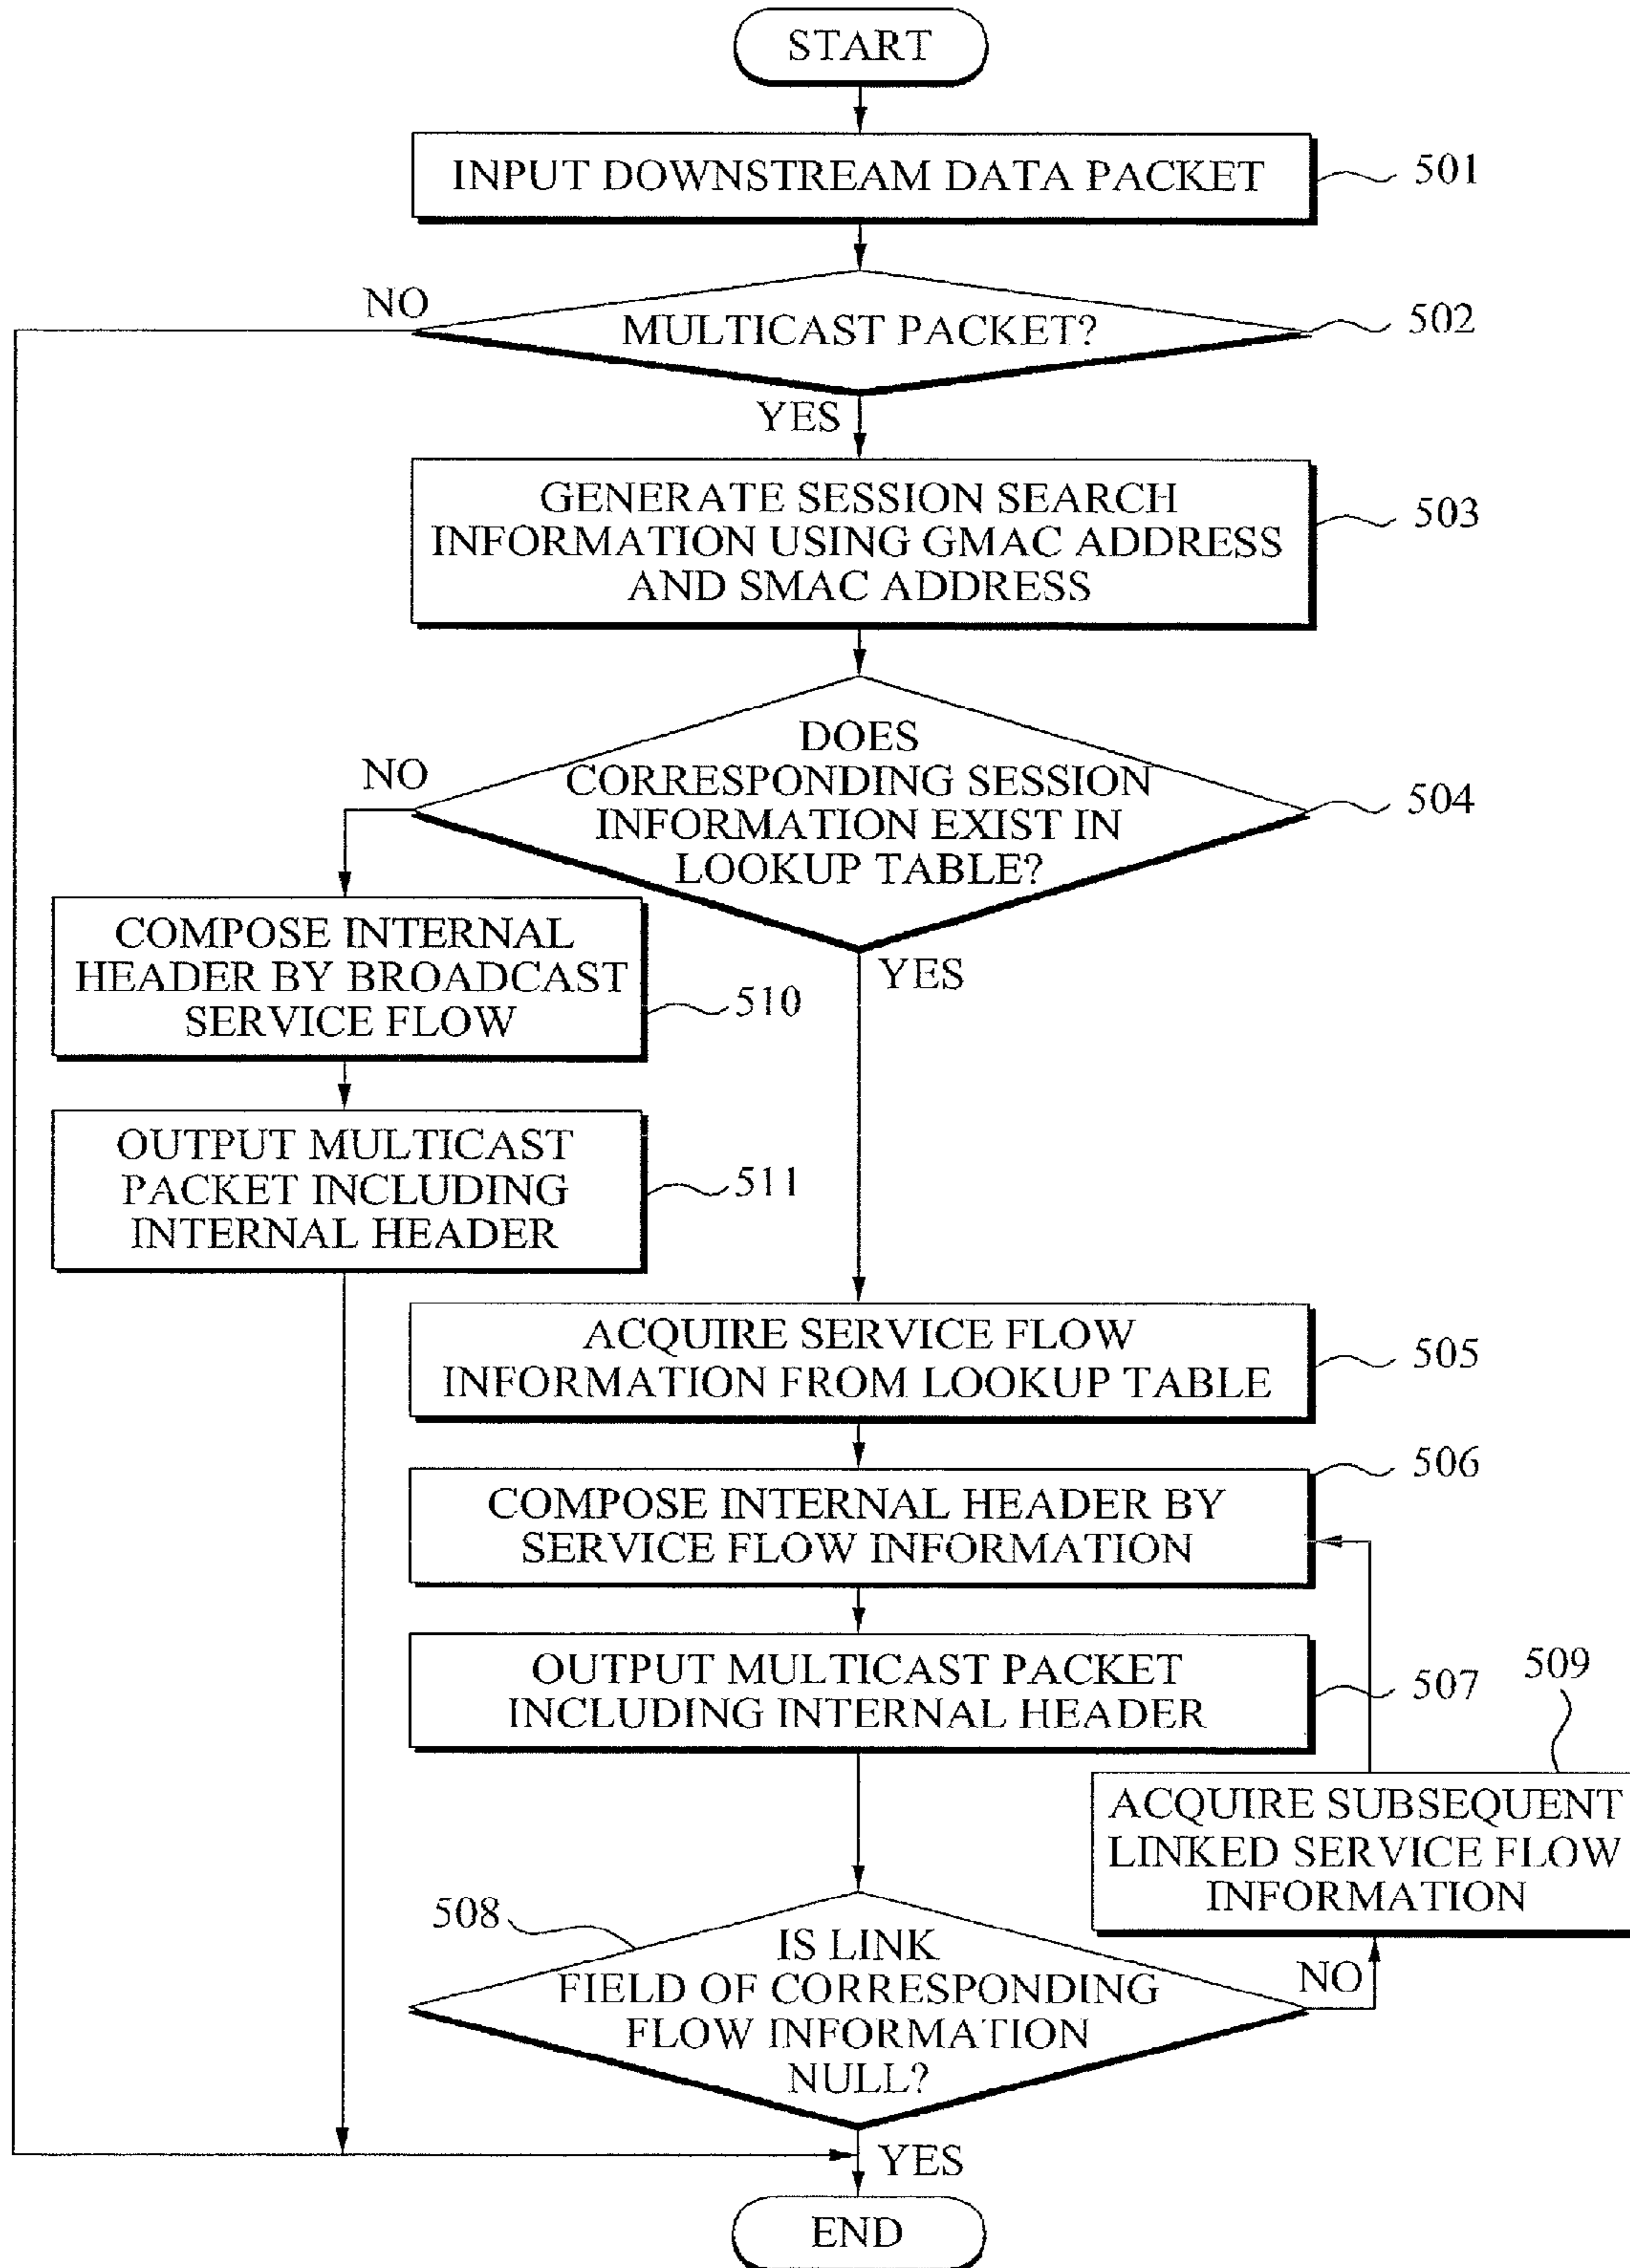 START
INPUT DOWNSTREAM DATA PACKET
501
NO
MULTICAST PACKET?
502
YES
GENERATE SESSION SEARCH
INFORMATION USING GMAC ADDRESS
AND SMAC ADDRESS
503
DOES
CORRESPONDING SESSION
INFORMATION EXIST IN
LOOKUP TABLE?
504
NO
YES
COMPOSE INTERNAL
HEADER BY BROADCAST
SERVICE FLOW
510
OUTPUT MULTICAST
PACKET INCLUDING
INTERNAL HEADER
511
ACQUIRE SERVICE FLOW
INFORMATION FROM LOOKUP TABLE
505
COMPOSE INTERNAL HEADER BY
SERVICE FLOW INFORMATION
506
OUTPUT MULTICAST PACKET
INCLUDING INTERNAL HEADER
507
509
ACQUIRE SUBSEQUENT
LINKED SERVICE FLOW
INFORMATION
508
IS LINK
FIELD OF CORRESPONDING
FLOW INFORMATION
NULL?
NO
YES
END